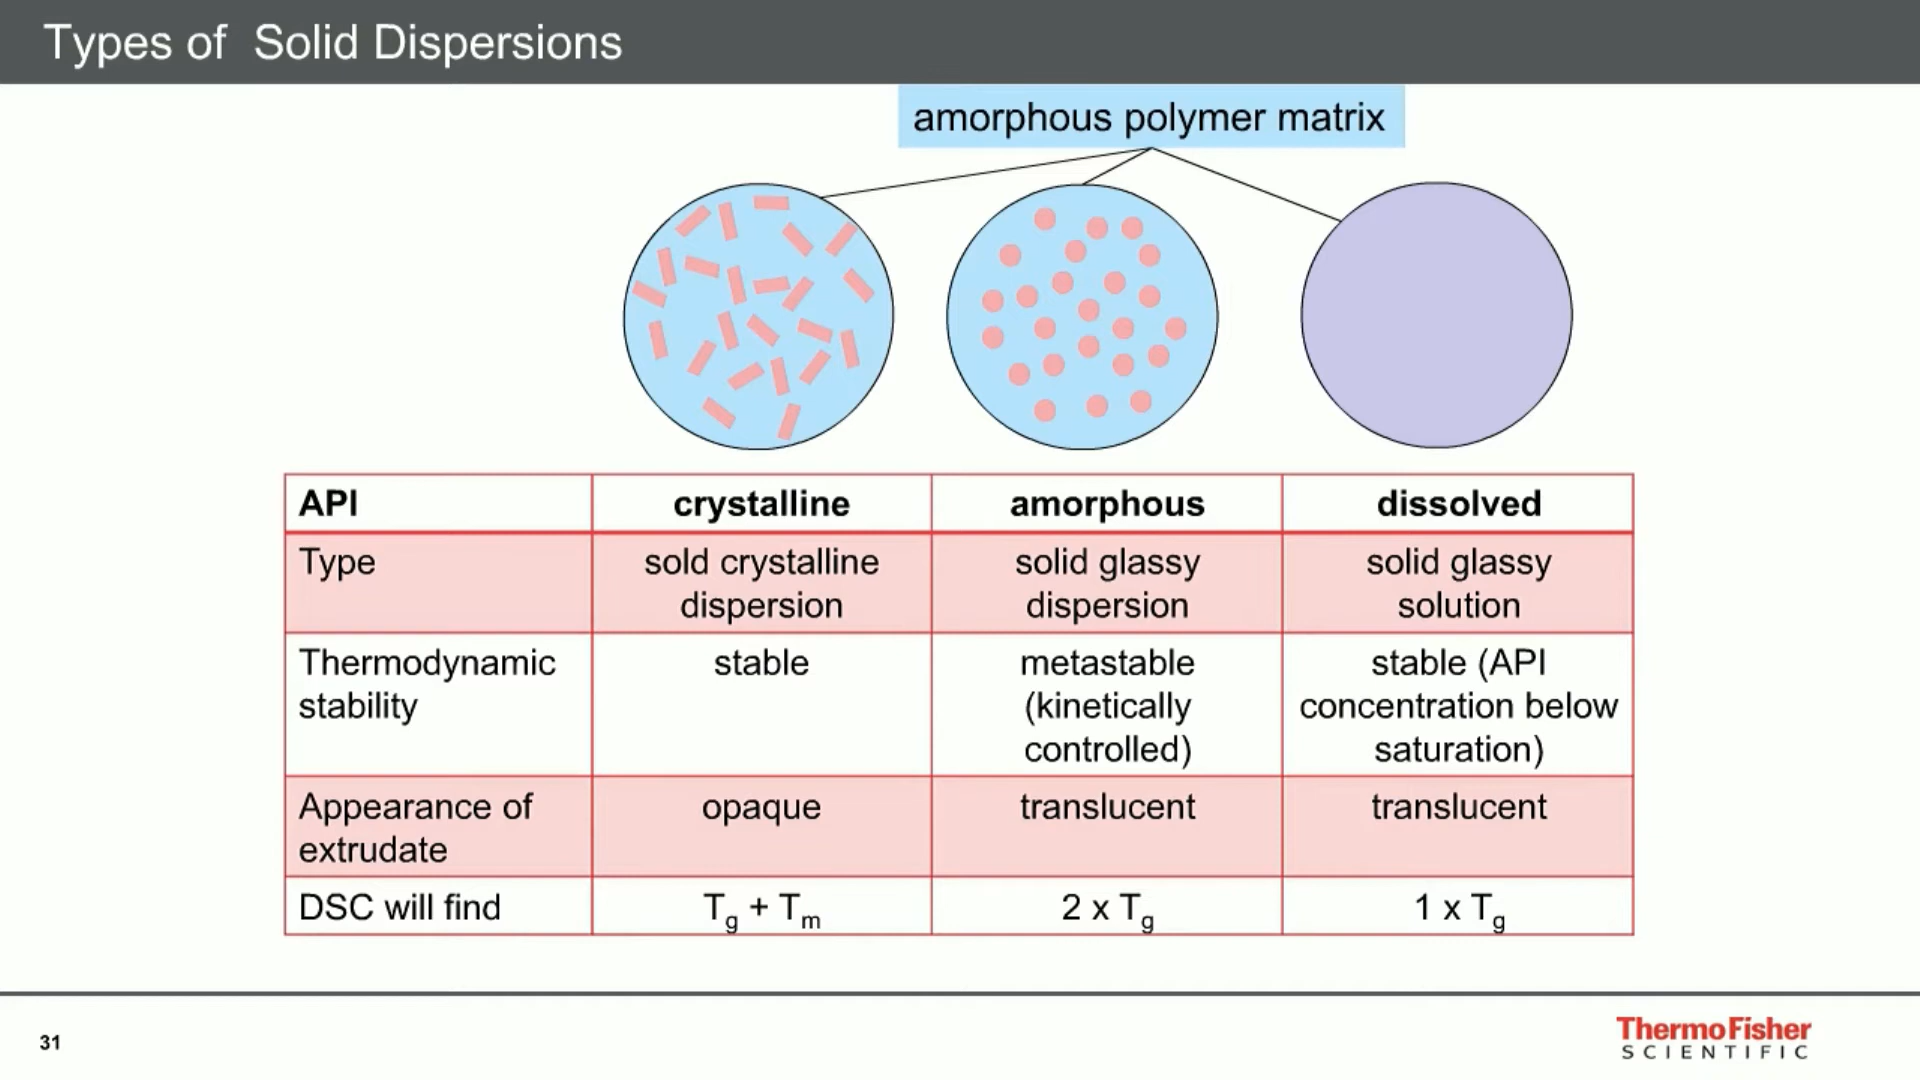 Types of Solid Dispersions
amorphous polymer matrix
API crystalline amorphous dissolved
Type sold crystalline solid glassy solid glassy
dispersion dispersion solution
Thermodynamic stable metastable stable (API
stability (kinetically concentration below
controlled) saturation)
Appearance of opaque translucent translucent
extrudate
DSC will find Tg + Tm 2 x Tg 1 x Tg
31
ThermoFisher
SCIENTIFIC